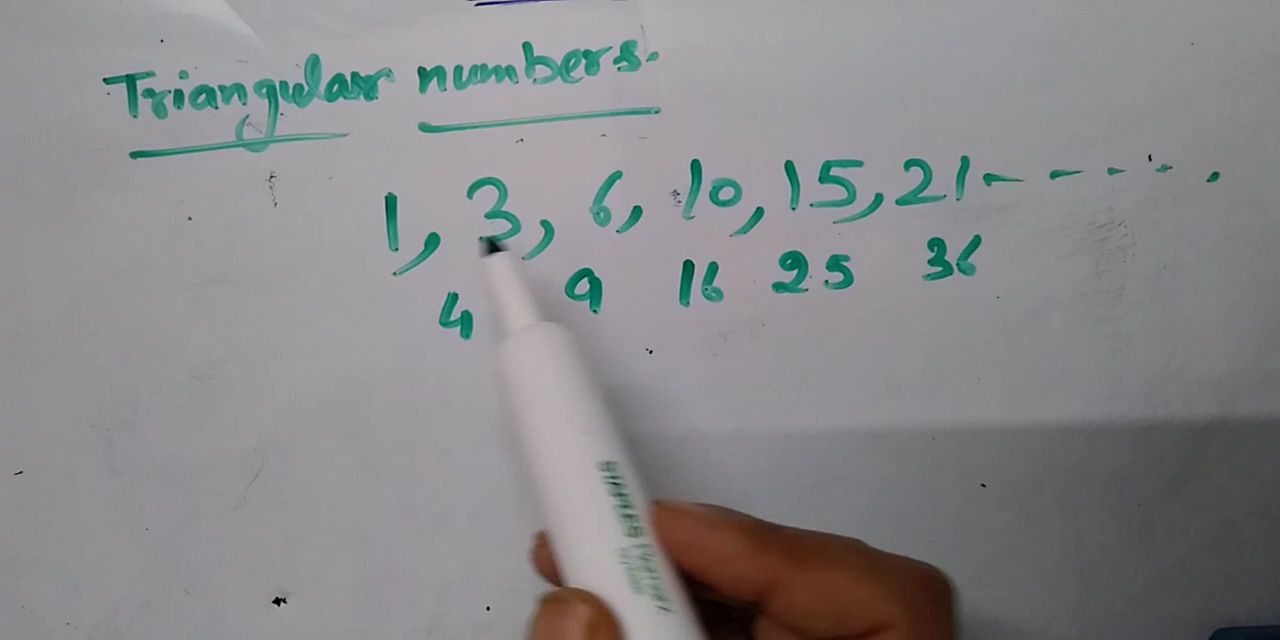 Triangular numbers.
1, 3, 6, 10, 15, 21 - - - - - .
4 9 16 25 36